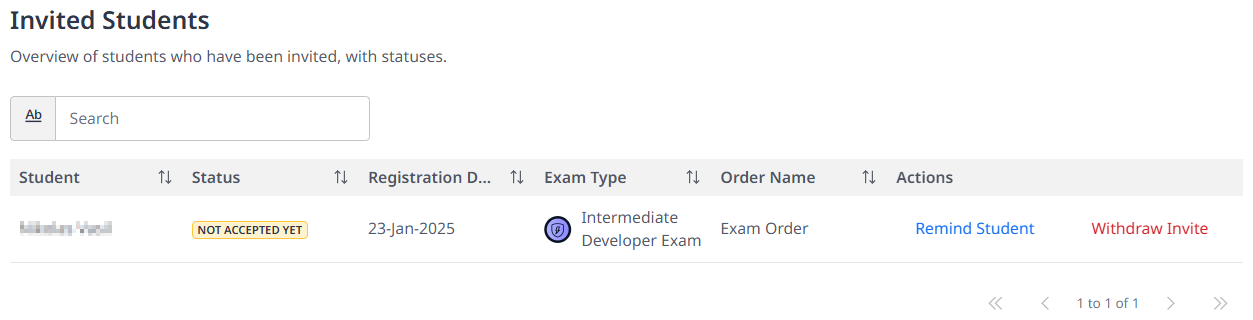 Invited Students
Overview of students who have been invited, with statuses.
Ab Search
Student Status Registration D... Exam Type Order Name Actions
NOT ACCEPTED YET 23-Jan-2025 Intermediate Developer Exam Exam Order Remind Student Withdraw Invite
1 to 1 of 1